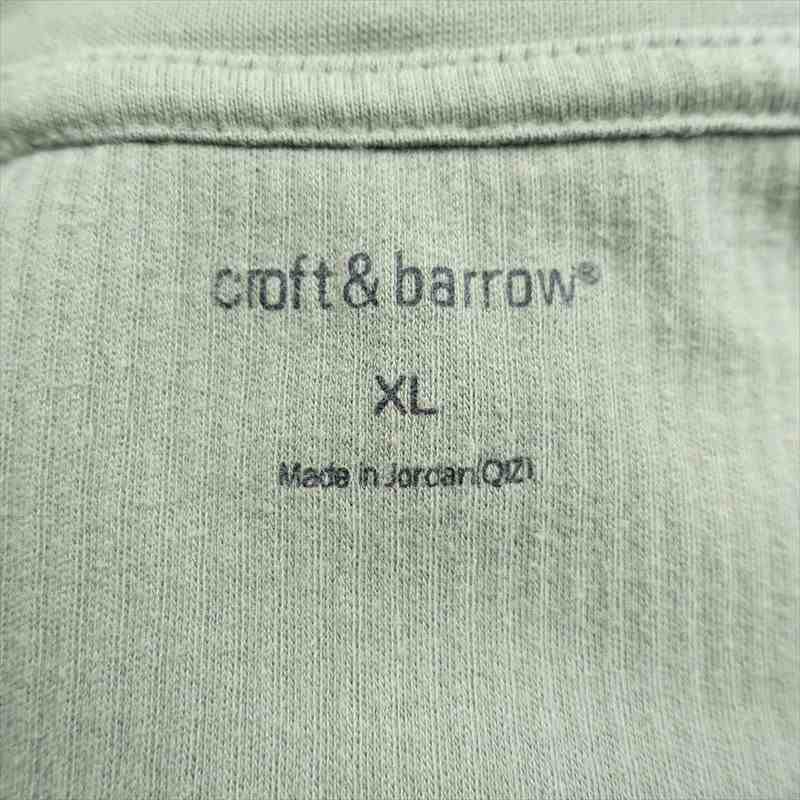 croft & barrow®
XL
Made in Jordan(QIZ)